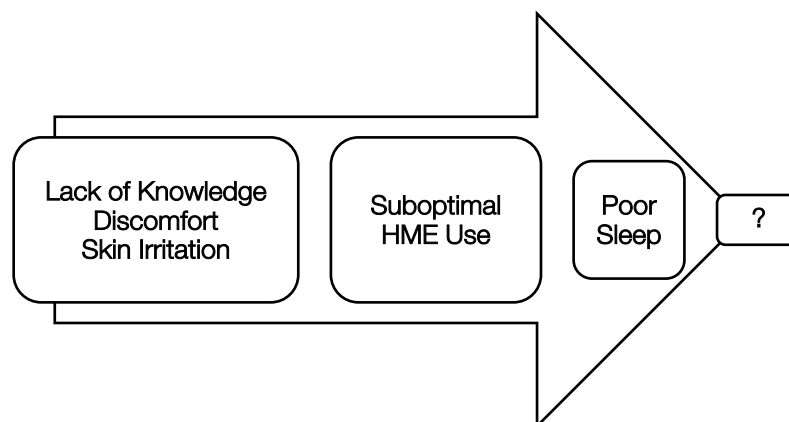 Lack of Knowledge
Discomfort
Skin Irritation
Suboptimal
HME Use
Poor
Sleep
?